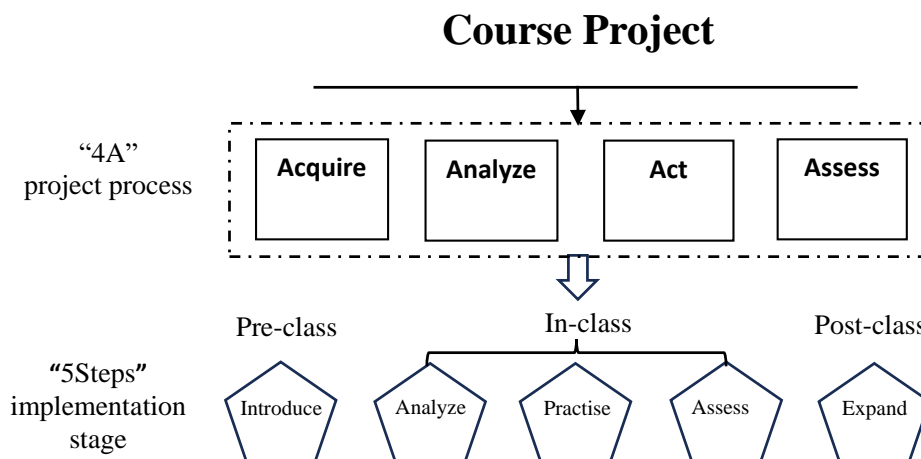 Course Project
“4A”
project process
Acquire
Analyze
Act
Assess
Pre-class
In-class
Post-class
“5Steps”
implementation
stage
Introduce
Analyze
Practise
Assess
Expand